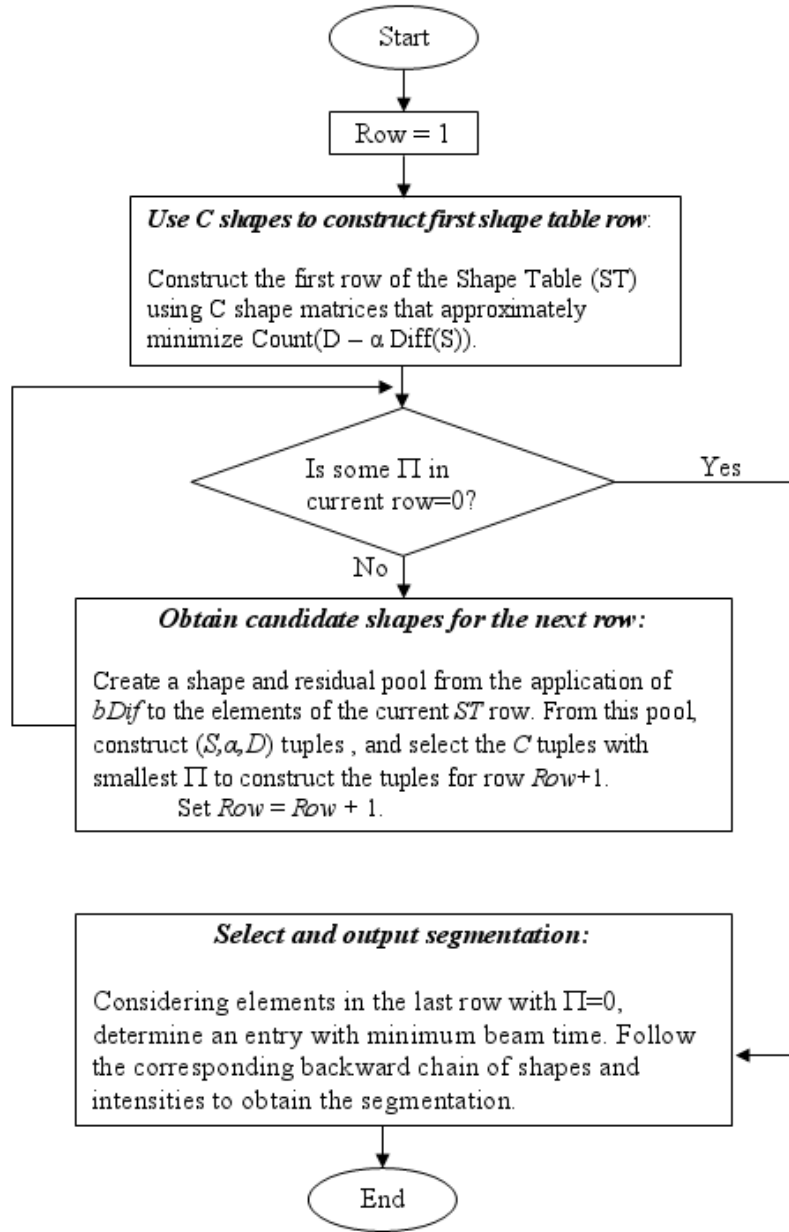 Start
Row = 1
Use C shapes to construct first shape table row:
Construct the first row of the Shape Table (ST)
using C shape matrices that approximately
minimize Count(D – α Diff(S)).
Is some Π in
current row=0?
Yes
No
Obtain candidate shapes for the next row:
Create a shape and residual pool from the application of
bDif to the elements of the current ST row. From this pool,
construct (S,α,D) tuples , and select the C tuples with
smallest Π to construct the tuples for row Row+1.
Set Row = Row + 1.
Select and output segmentation:
Considering elements in the last row with Π=0,
determine an entry with minimum beam time. Follow
the corresponding backward chain of shapes and
intensities to obtain the segmentation.
End